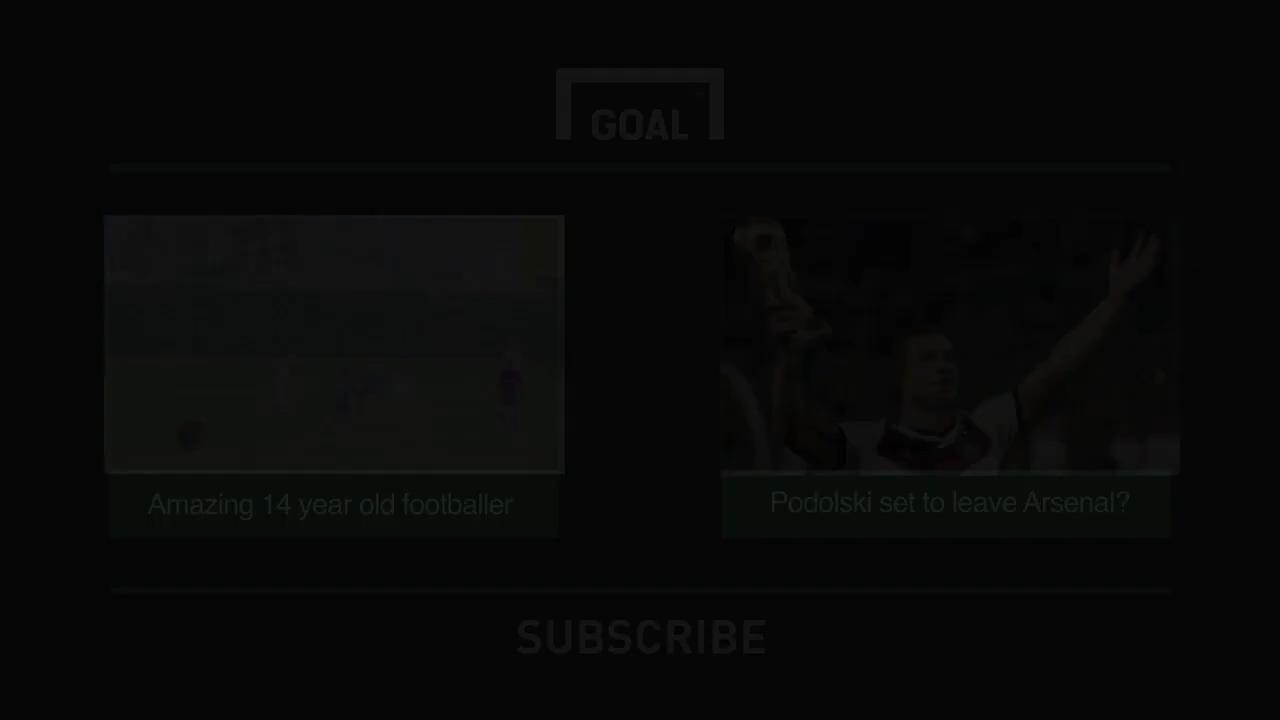 GOAL
Amazing 14 year old footballer
Podolski set to leave Arsenal?
SUBSCRIBE